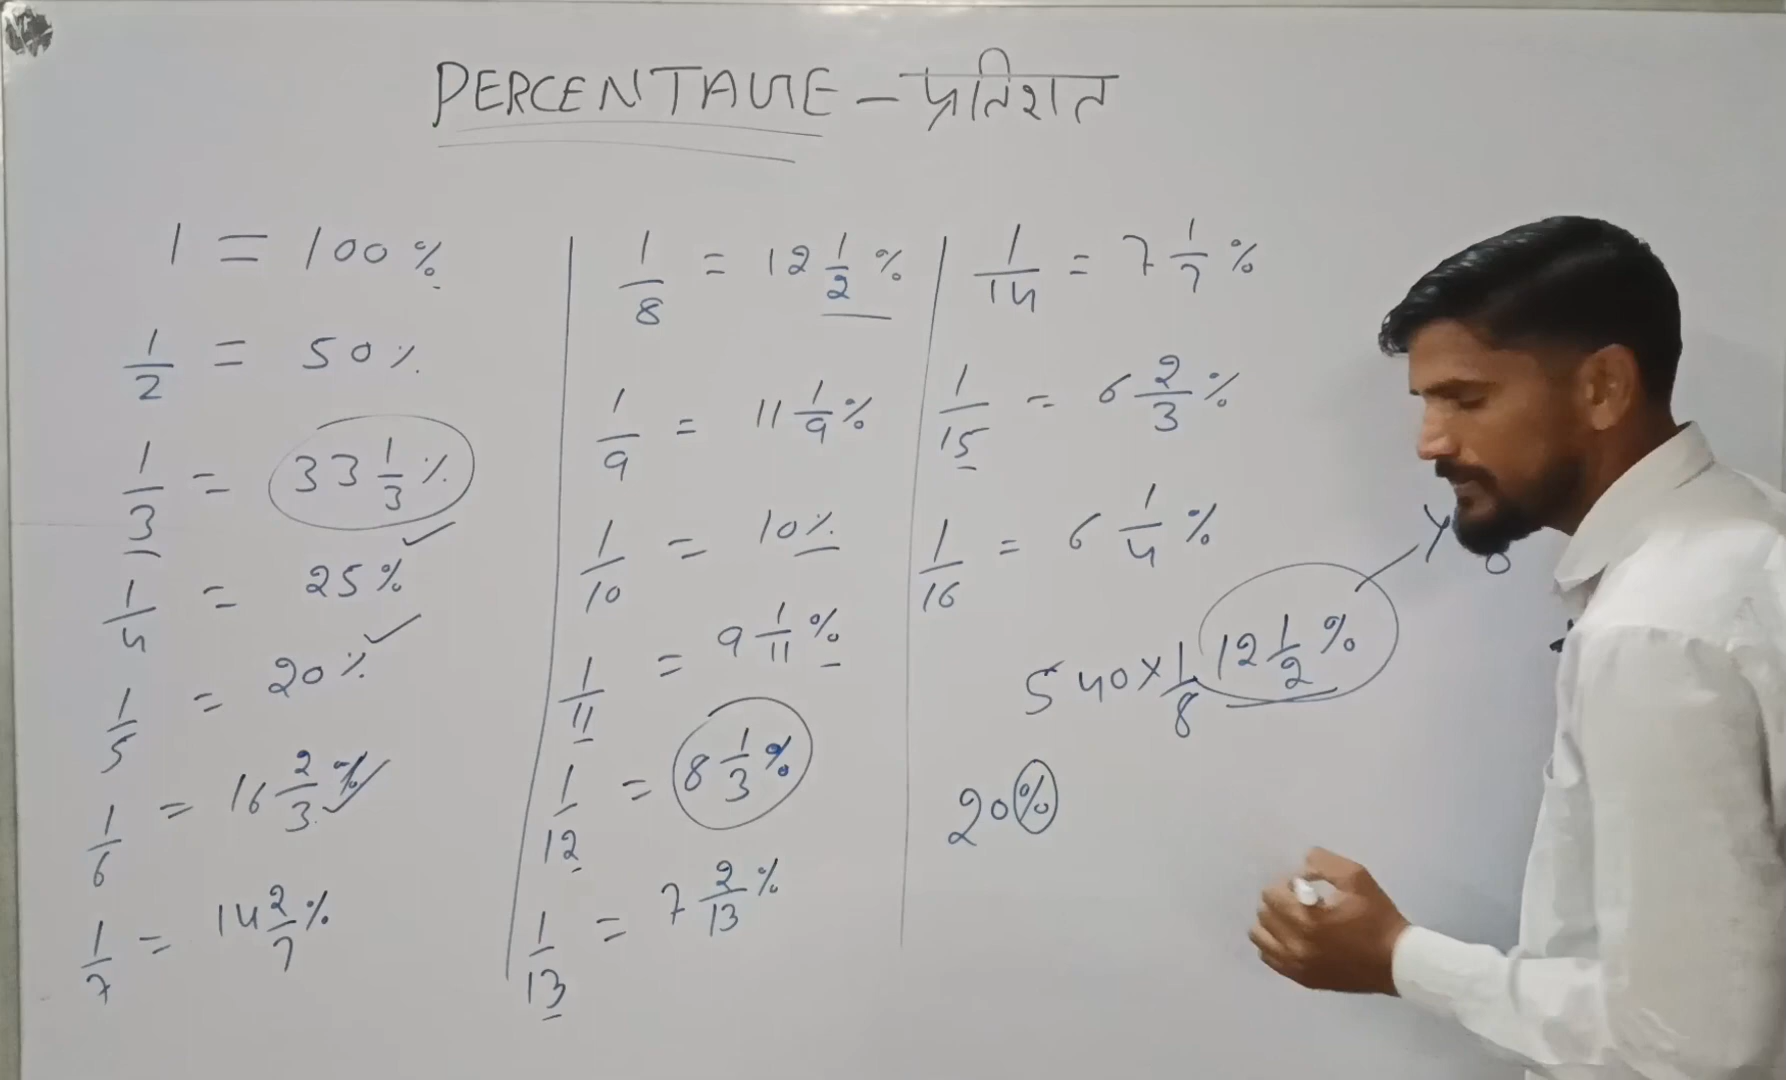 PERCENTAGE - प्रतिशत
1 = 100%
1/2 = 50%
1/3 = 33 1/3%
1/4 = 25%
1/5 = 20%
1/6 = 16 2/3%
1/7 = 14 2/7%
1/8 = 12 1/2%
1/9 = 11 1/9%
1/10 = 10%
1/11 = 9 1/11%
1/12 = 8 1/3%
1/13 = 7 2/13%
1/14 = 7 1/7%
1/15 = 6 2/3%
1/16 = 6 1/4%
540 × 1/8 12 1/2%
20%